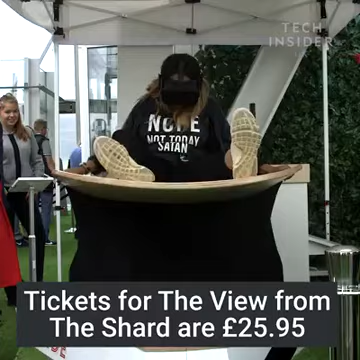 TECH
INSIDER
NOPE
NOT TODAY
SATAN
Tickets for The View from
The Shard are £25.95